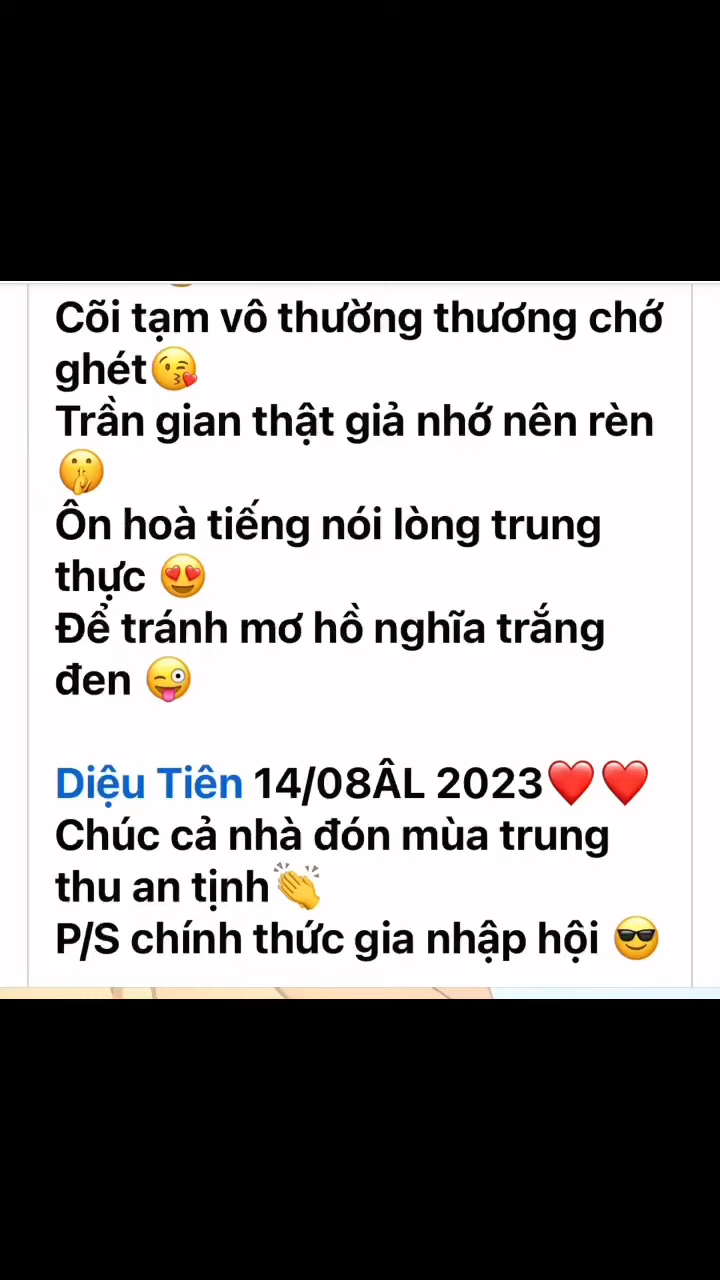 Cõi tạm vô thường thương chớ
ghét😘
Trần gian thật giả nhớ nên rèn
🤫
Ôn hoà tiếng nói lòng trung
thực 😍
Để tránh mơ hồ nghĩa trắng
đen 😜
Diệu Tiên 14/08ÂL 2023❤️❤️
Chúc cả nhà đón mùa trung
thu an tịnh👏
P/S chính thức gia nhập hội 😎